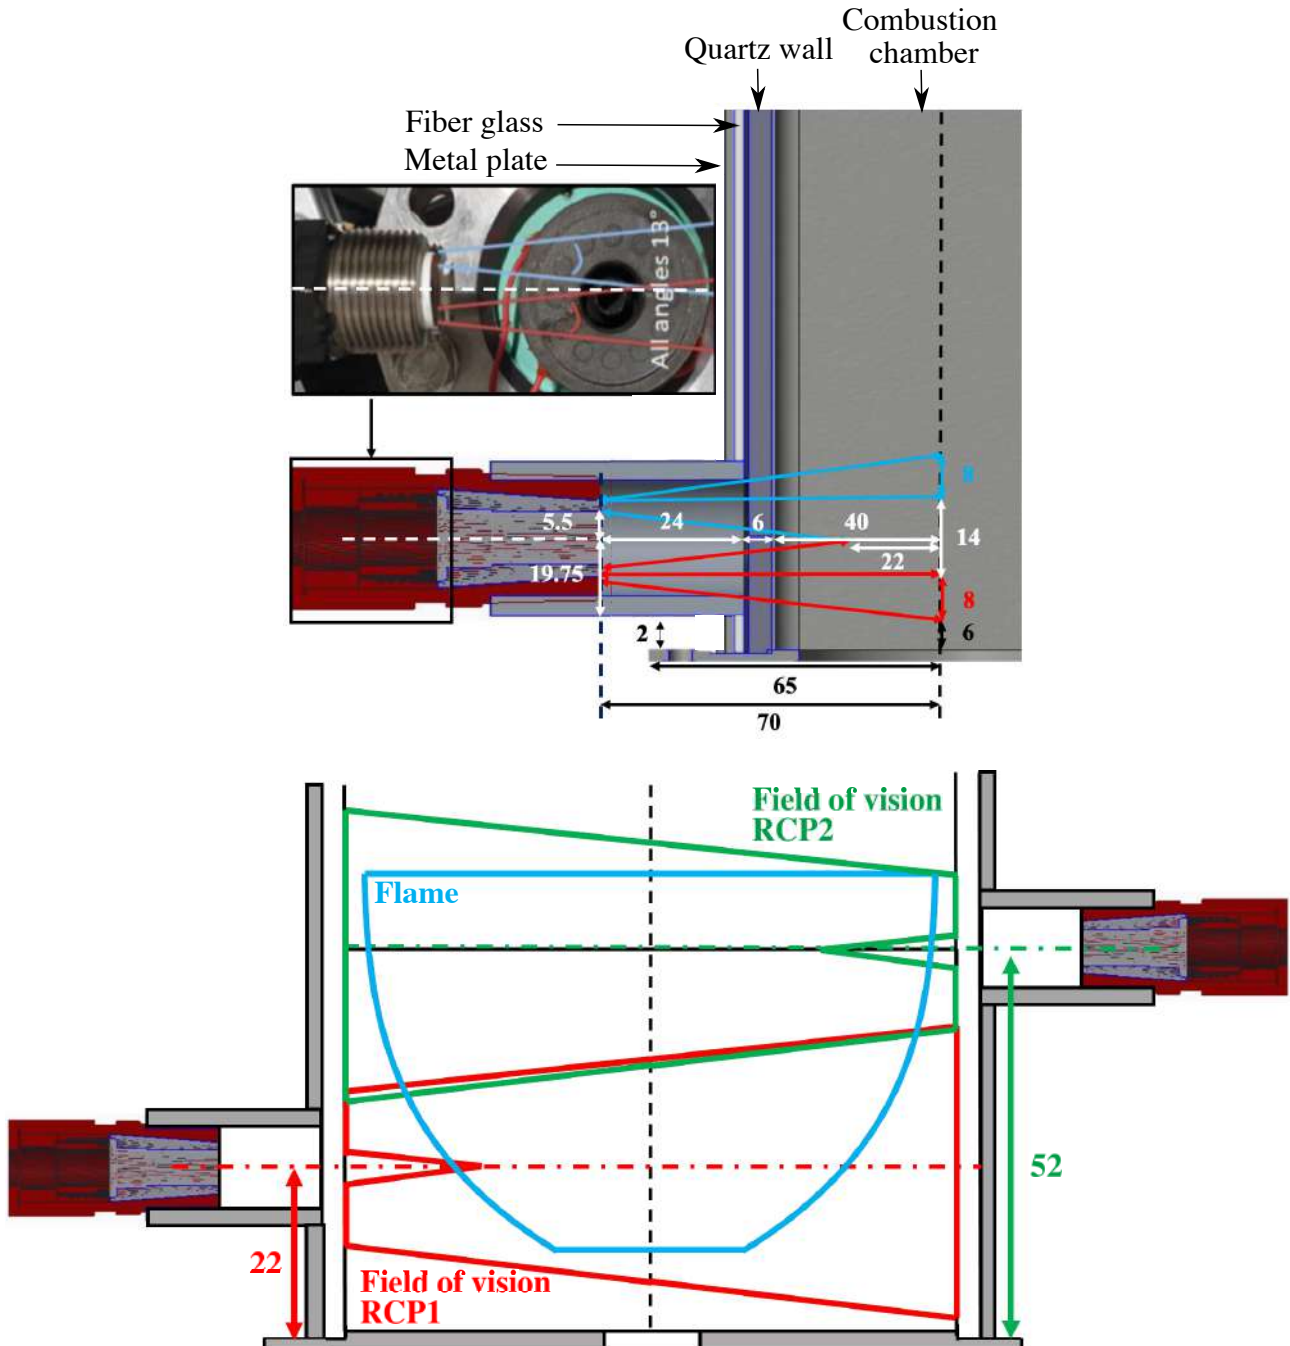 Combustion
chamber
Quartz wall
Fiber glass
Metal plate
All angles 13°
8
5.5
24
6
40
14
22
19.75
8
2
6
65
70
Field of vision
RCP2
Flame
52
22
Field of vision
RCP1